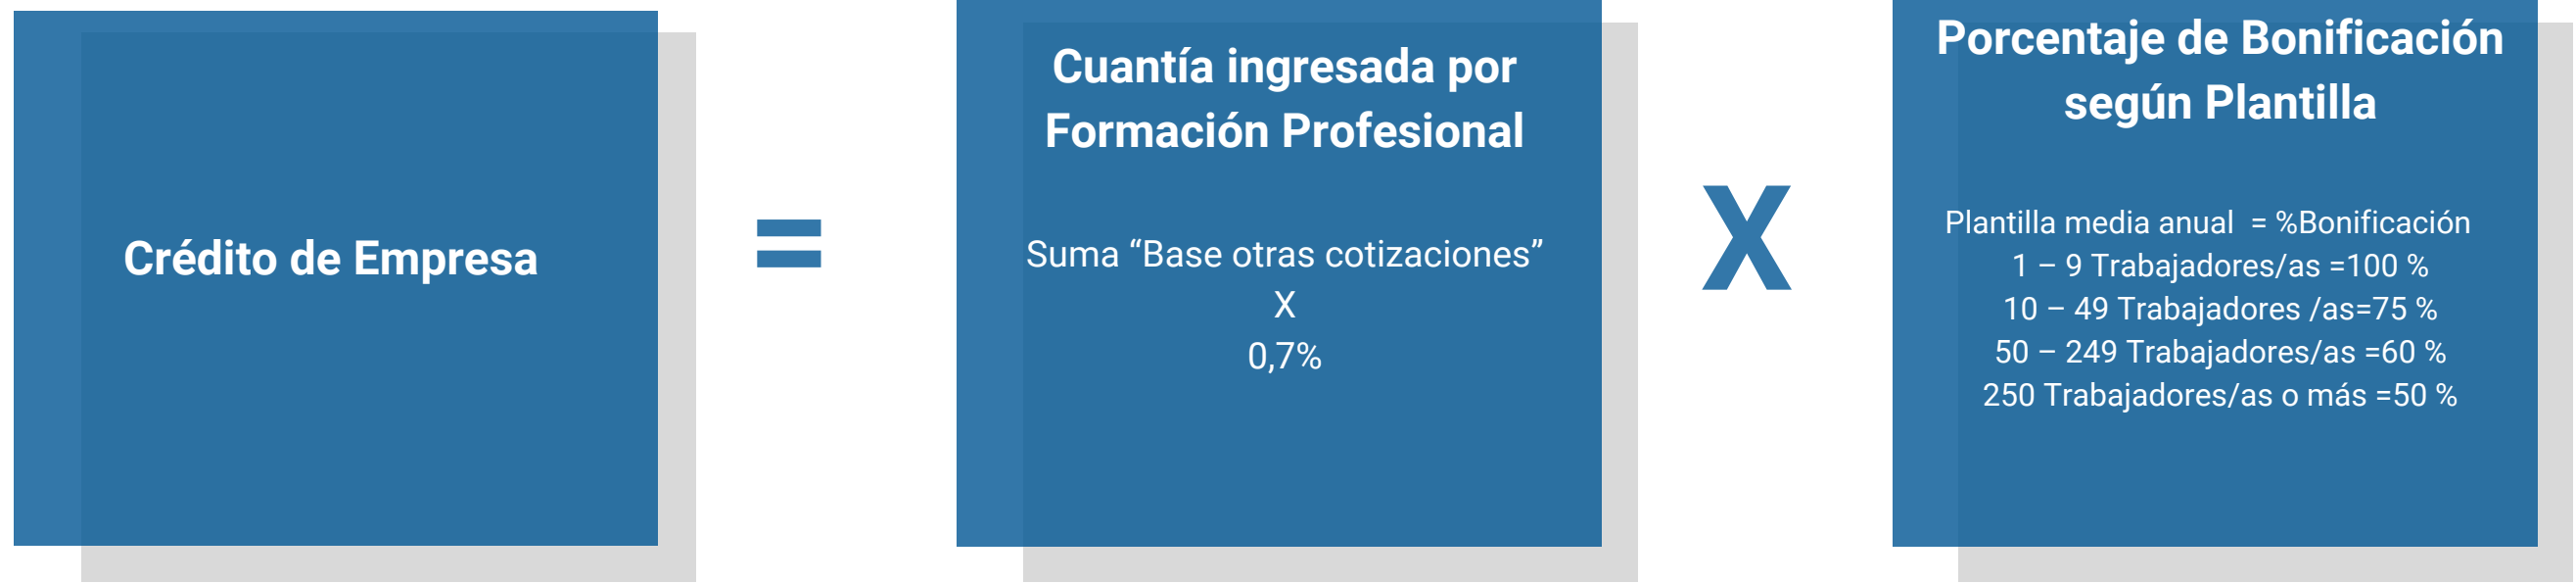 Crédito de Empresa
=
Cuantía ingresada por
Formación Profesional
Suma “Base otras cotizaciones”
X
0,7%
X
Porcentaje de Bonificación
según Plantilla
Plantilla media anual  = %Bonificación
1 – 9 Trabajadores/as =100 %
10 – 49 Trabajadores /as=75 %
50 – 249 Trabajadores/as =60 %
250 Trabajadores/as o más =50 %